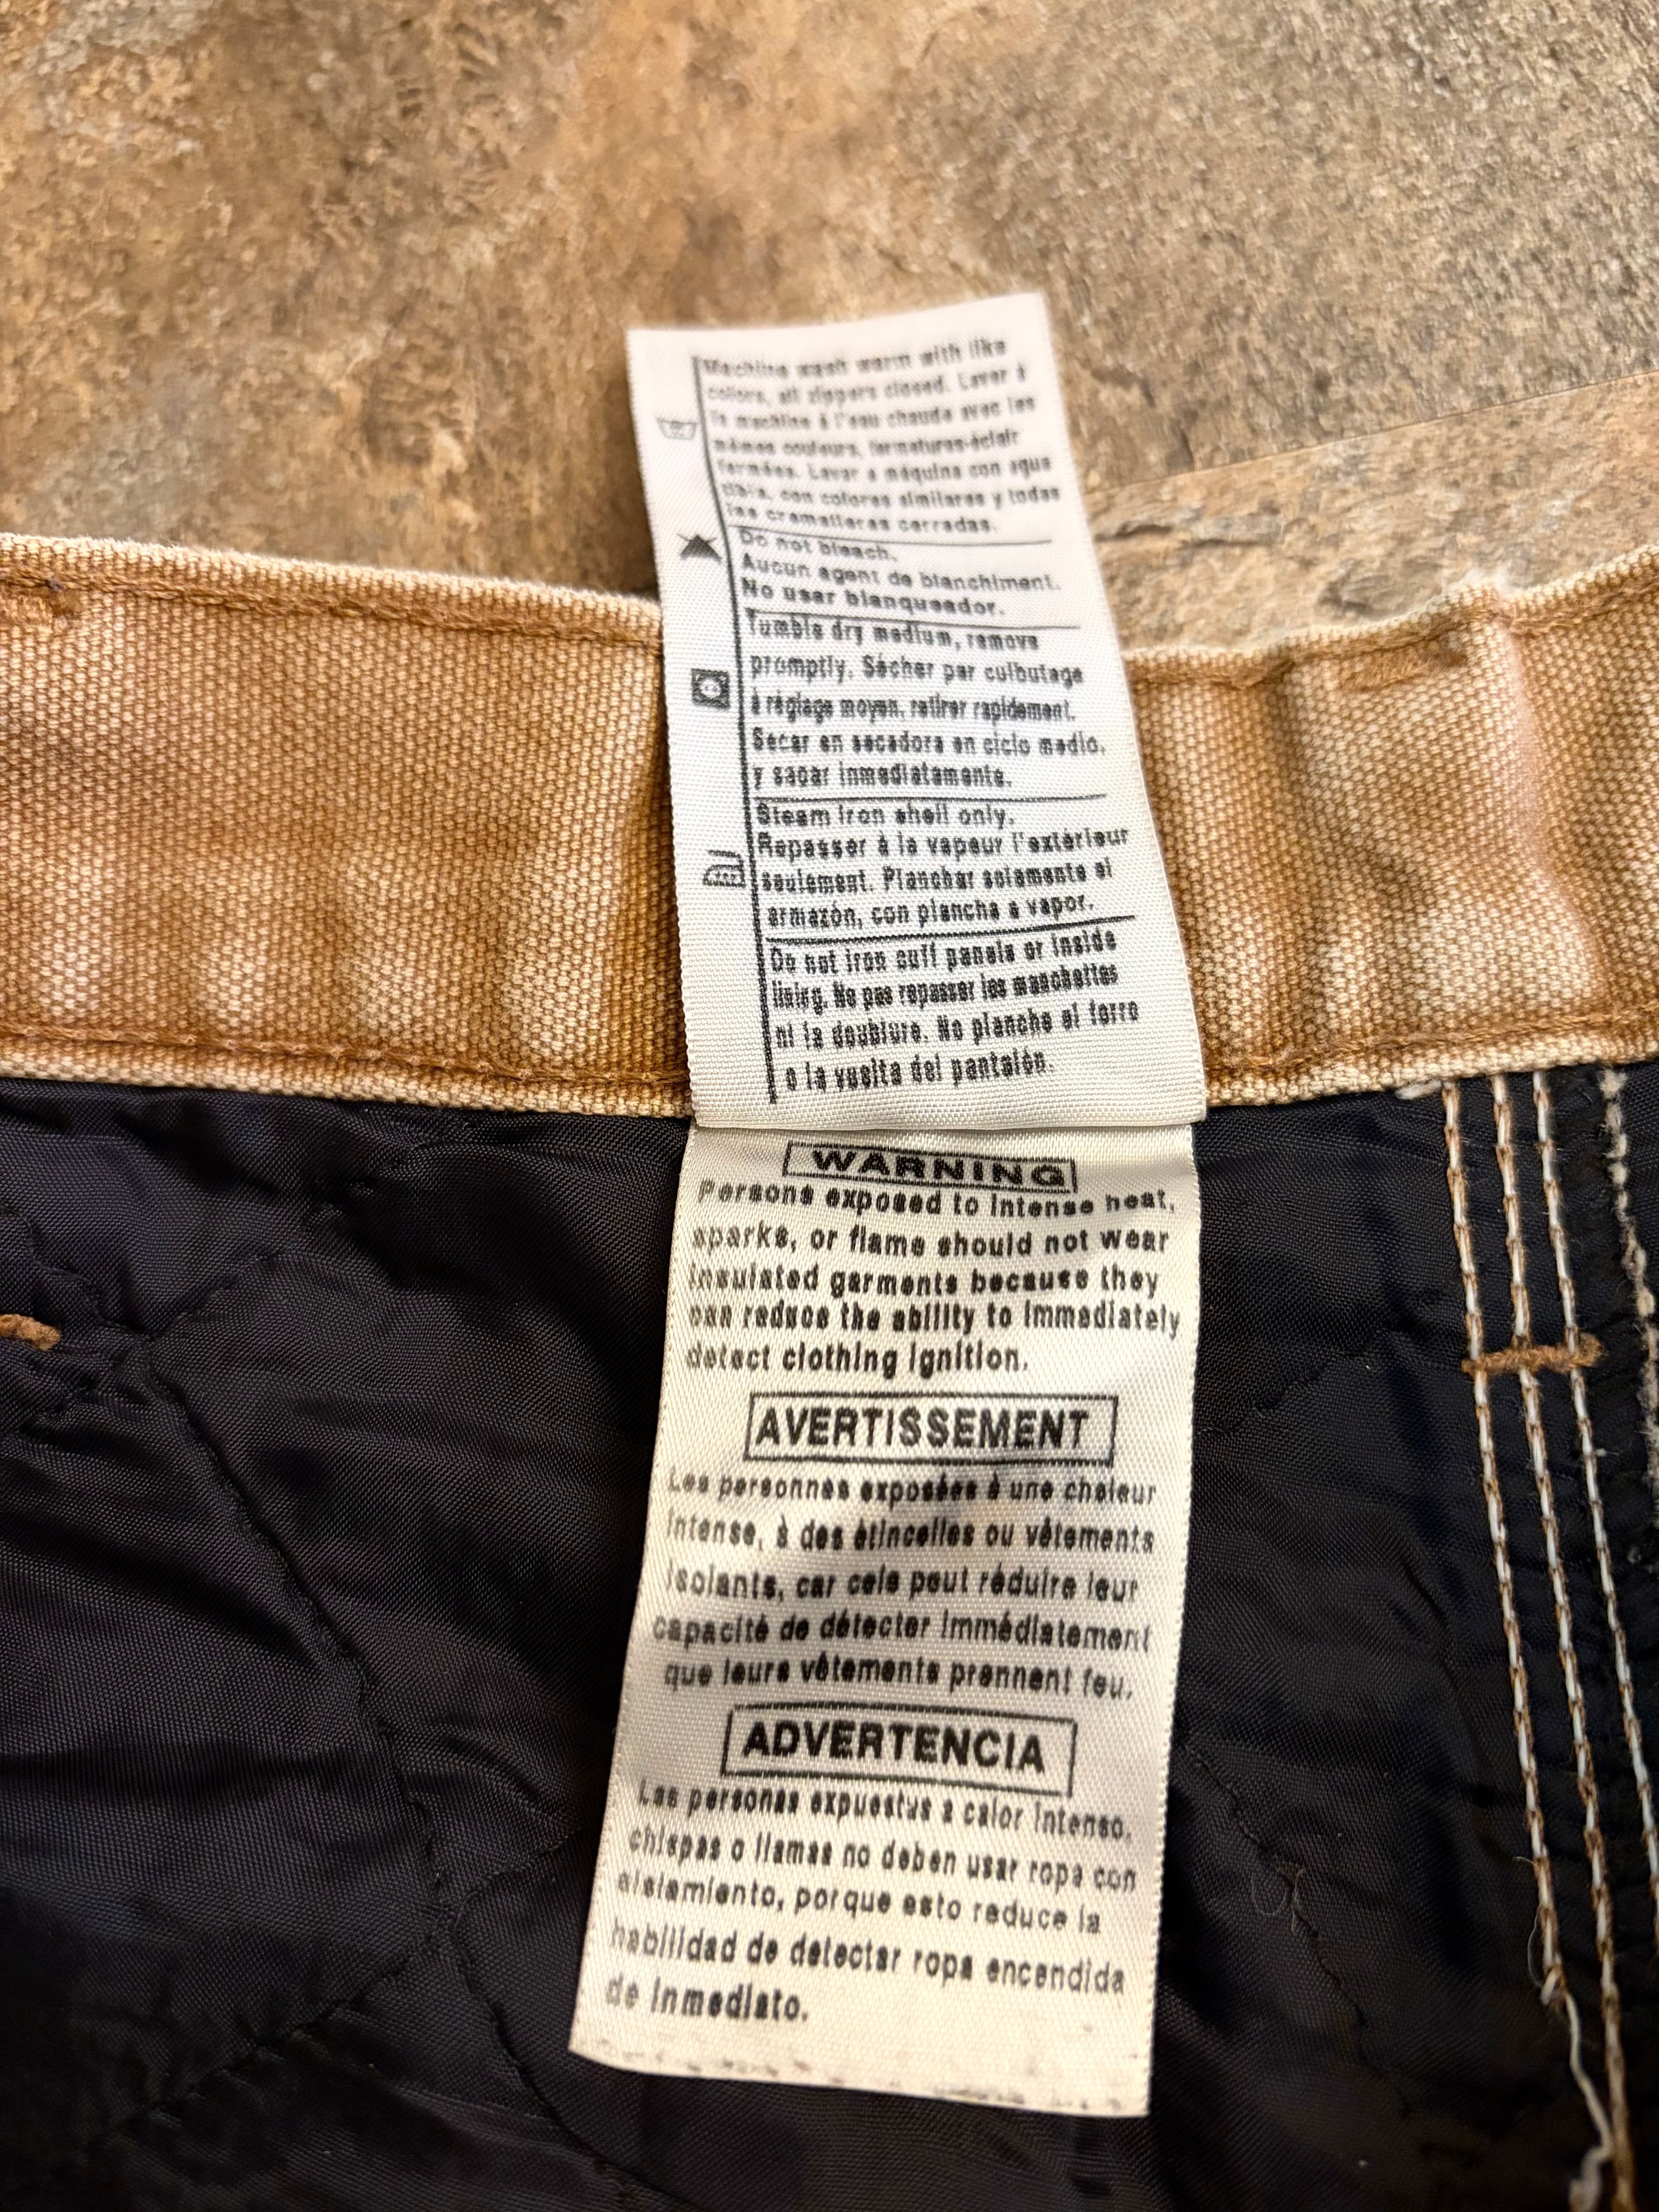 Machine wash warm with like
colors, all zippers closed. Laver à
la machine à l'eau chaude avec les
mêmes couleurs, fermatures-éclair
fermées. Lavar a máquina con agua
tibia, con colores similares y todas
las cremalleras cerradas.
Do not bleach.
Aucun agent de blanchiment.
No usar blanqueador.
Tumble dry medium, remove
promptly. Sécher par culbutage
à réglage moyen, retirer rapidement.
Secar en secadora en ciclo medio,
y sacar inmediatamente.
Steam iron shell only.
Repasser à la vapeur l'extérieur
seulement. Planchar solamente el
armazón, con plancha a vapor.
Do not iron cuff panels or inside
lining. Ne pas repasser les manchettes
ni la doublure. No planche el forro
o la vuelta del pantalón.
WARNING
Persons exposed to intense heat,
sparks, or flame should not wear
insulated garments because they
can reduce the ability to immediately
detect clothing ignition.
AVERTISSEMENT
Les personnes exposées à une chaleur
intense, à des étincelles ou vêtements
isolants, car cele peut réduire leur
capacité de détecter immédiatement
que leurs vêtements prennent feu.
ADVERTENCIA
Las personas expuestas a calor intenso,
chispas o llamas no deben usar ropa con
aislamiento, porque esto reduce la
habilidad de detectar ropa encendida
de inmediato.